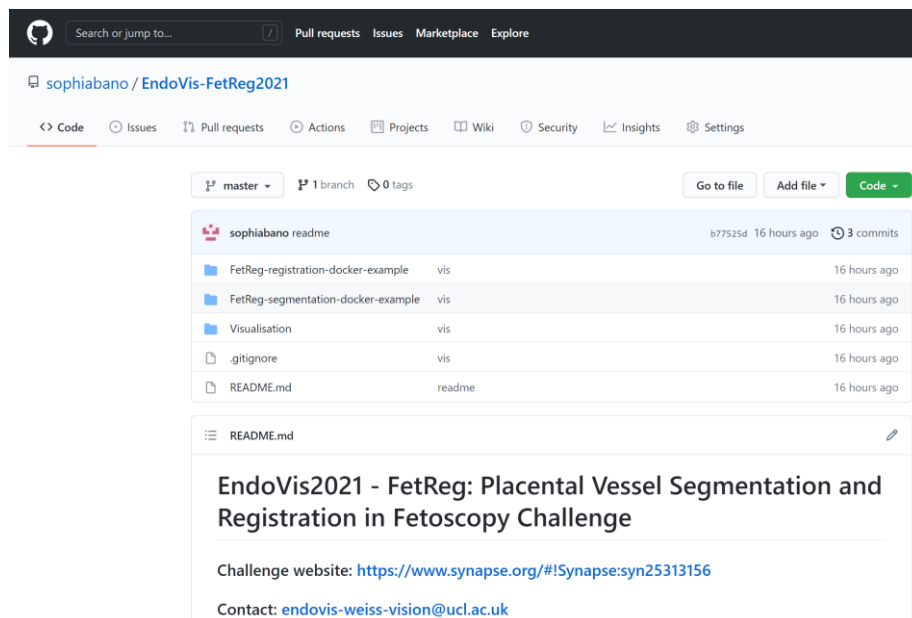 Search or jump to... / Pull requests Issues Marketplace Explore
sophiabano / EndoVis-FetReg2021
<> Code Issues Pull requests Actions Projects Wiki Security Insights Settings
master 1 branch 0 tags Go to file Add file Code
sophiabano readme b77525d 16 hours ago 3 commits
FetReg-registration-docker-example vis 16 hours ago
FetReg-segmentation-docker-example vis 16 hours ago
Visualisation vis 16 hours ago
.gitignore vis 16 hours ago
README.md readme 16 hours ago
README.md
EndoVis2021 - FetReg: Placental Vessel Segmentation and
Registration in Fetoscopy Challenge
Challenge website: https://www.synapse.org/#!Synapse:syn25313156
Contact: endovis-weiss-vision@ucl.ac.uk